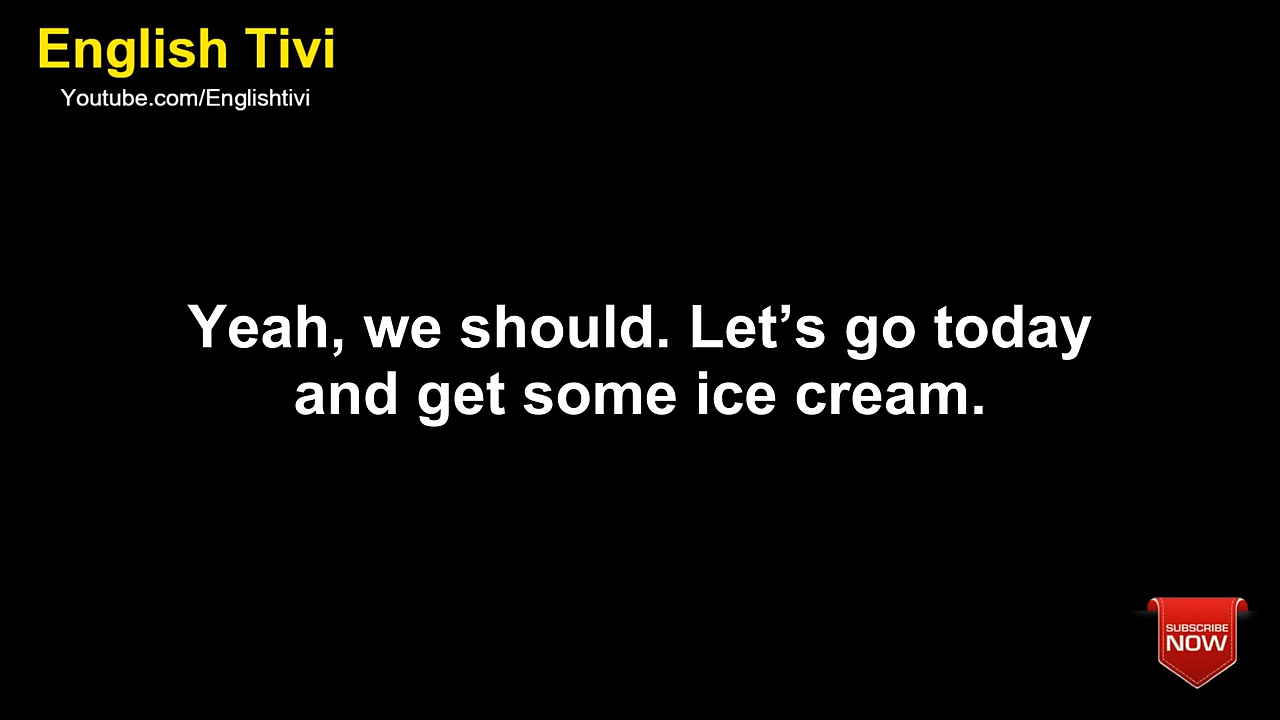 English Tivi
Youtube.com/Englishtivi
Yeah, we should. Let’s go today
and get some ice cream.
SUBSCRIBE
NOW